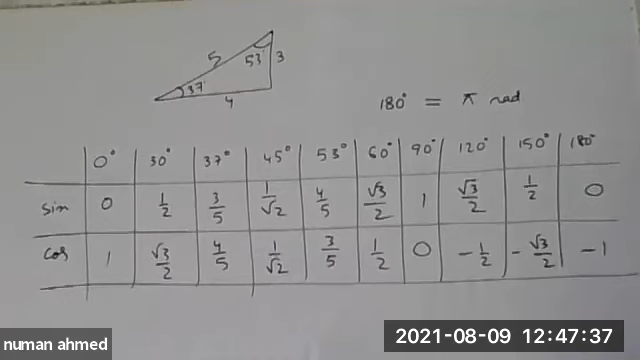 5
53°
3
37°
4
180° = π rad
0° 30° 37° 45° 53° 60° 90° 120° 150° 180°
sin 0 1/2 3/5 1/√2 4/5 √3/2 1 √3/2 1/2 0
cos 1 √3/2 4/5 1/√2 3/5 1/2 0 -1/2 -√3/2 -1
numan ahmed
2021-08-09 12:47:37